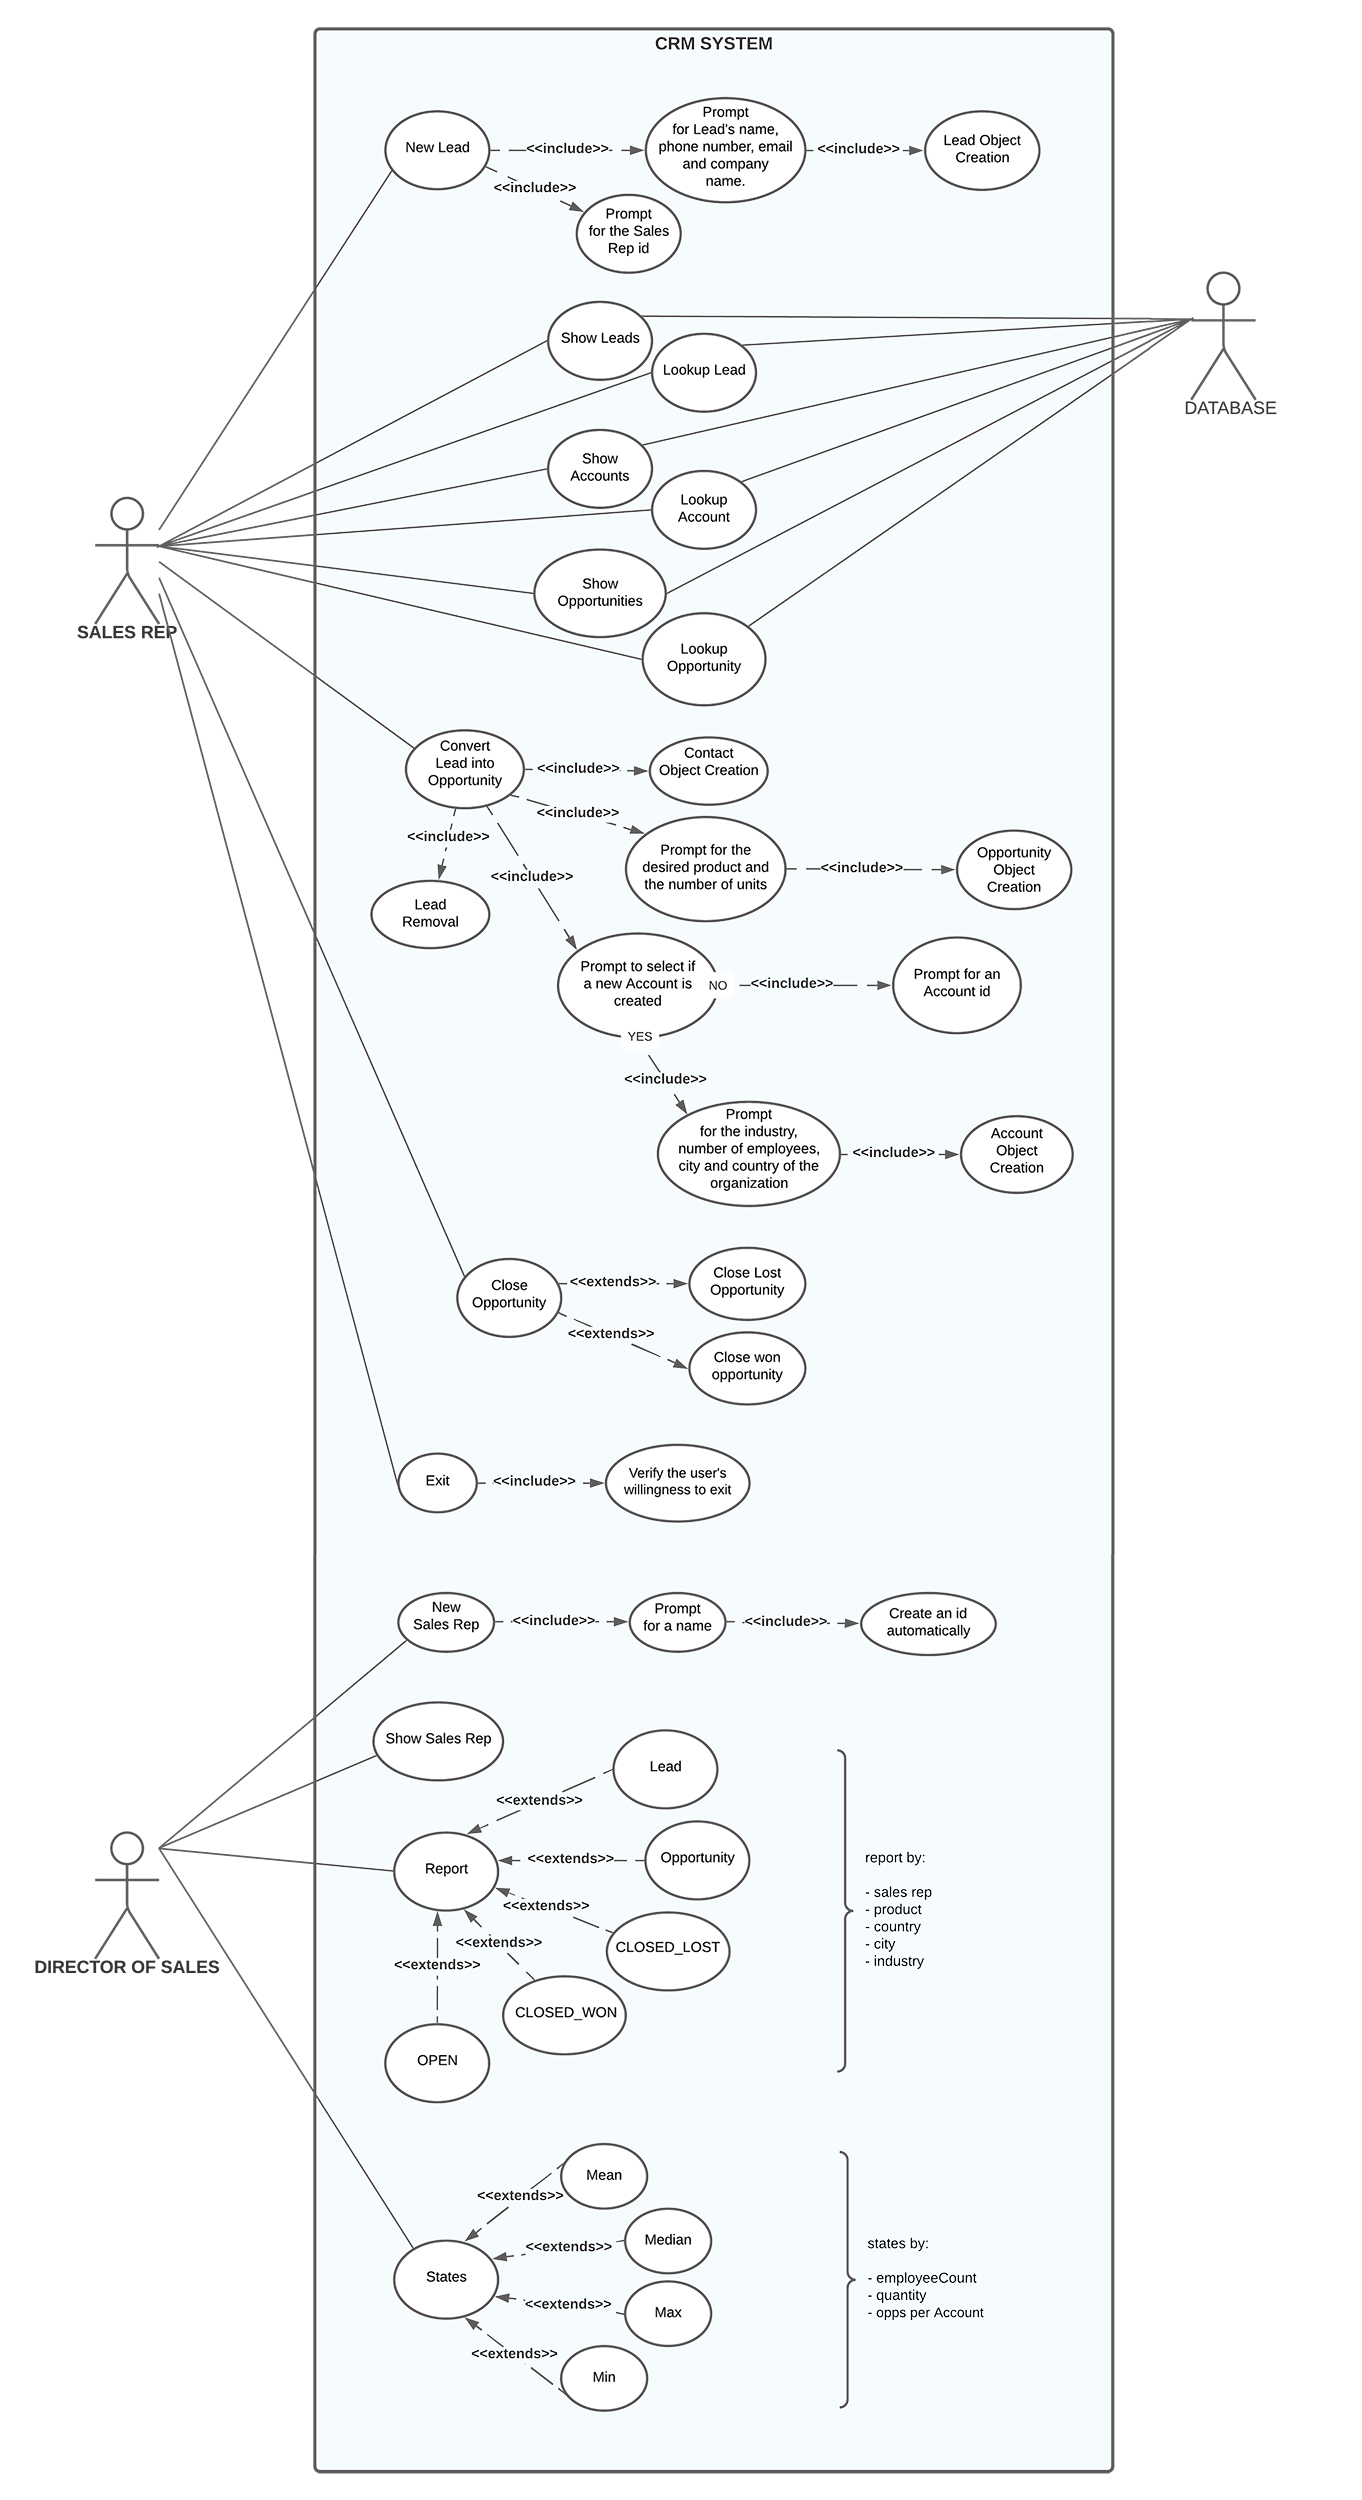 CRM SYSTEM
New Lead
<<include>>
Prompt
for Lead's name,
phone number, email
and company
name.
<<include>>
Lead Object
Creation
<<include>>
Prompt
for the Sales
Rep id
Show Leads
Lookup Lead
DATABASE
Show
Accounts
Lookup
Account
Show
Opportunities
SALES REP
Lookup
Opportunity
Convert
Lead into
Opportunity
<<include>>
Contact
Object Creation
<<include>>
<<include>>
Prompt for the
desired product and
the number of units
<<include>>
Opportunity
Object
Creation
<<include>>
Lead
Removal
Prompt to select if
a new Account is
created
NO
<<include>>
Prompt for an
Account id
YES
<<include>>
Prompt
for the industry,
number of employees,
city and country of the
organization
<<include>>
Account
Object
Creation
Close
Opportunity
<<extends>>
Close Lost
Opportunity
<<extends>>
Close won
opportunity
Exit
<<include>>
Verify the user's
willingness to exit
New
Sales Rep
<<include>>
Prompt
for a name
<<include>>
Create an id
automatically
Show Sales Rep
Lead
<<extends>>
Report
<<extends>>
Opportunity
<<extends>>
CLOSED_LOST
<<extends>>
<<extends>>
CLOSED_WON
OPEN
DIRECTOR OF SALES
report by:
- sales rep
- product
- country
- city
- industry
Mean
<<extends>>
Median
<<extends>>
States
<<extends>>
Max
<<extends>>
Min
states by:
- employeeCount
- quantity
- opps per Account